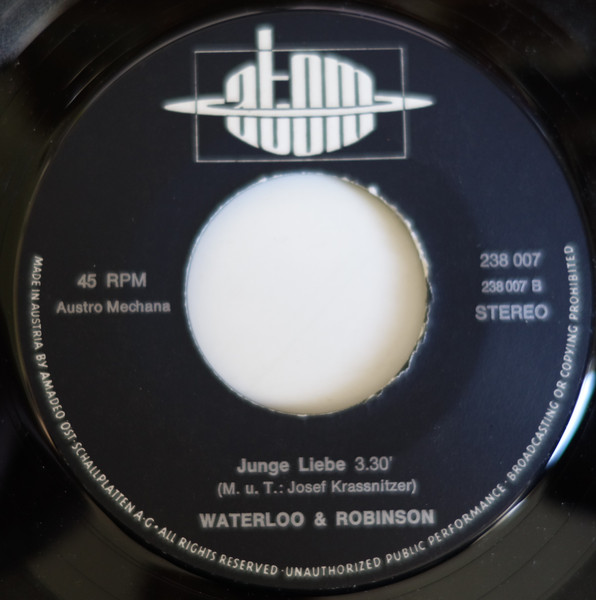 atom
45 RPM
Austro Mechana
238 007
238 007 B
STEREO
Junge Liebe 3.30'
(M. u. T.: Josef Krassnitzer)
WATERLOO & ROBINSON
MADE IN AUSTRIA BY AMADEO ÖST·SCHALLPLATTEN A·G·ALL RIGHTS RESERVED·UNAUTHORIZED PUBLIC PERFORMANCE·BROADCASTING OR COPYING PROHIBITED